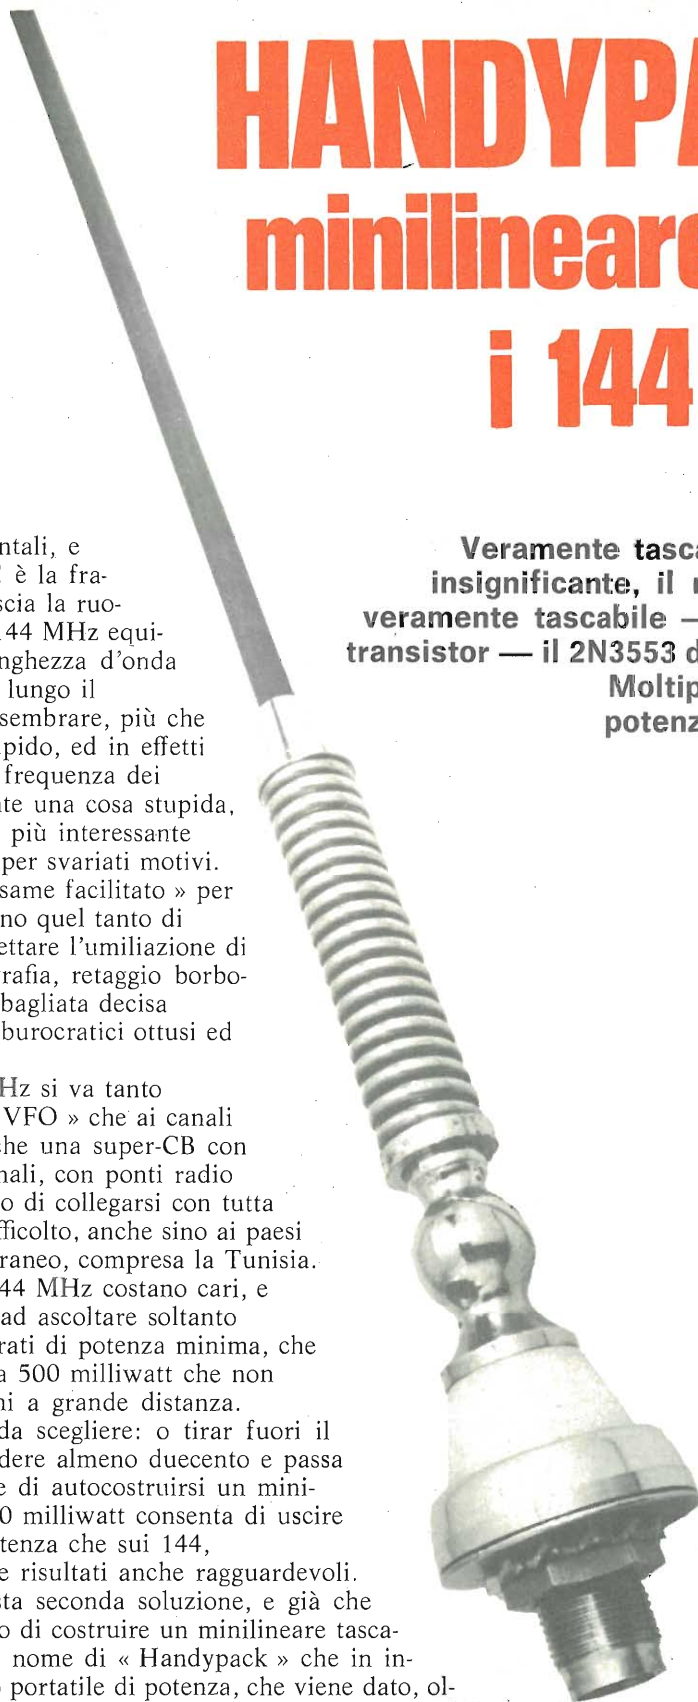 HANDYPA
minilineare
i 144
Veramente tasca
insignificante, il
veramente tascabile —
transistor — il 2N3553 d
Moltip
potenz
ntali, e
è la fra-
scia la ruo-
144 MHz equi-
nghezza d'onda
lungo il
sembrare, più che
pido, ed in effetti
frequenza dei
te una cosa stupida,
più interessante
per svariati motivi.
same facilitato » per
no quel tanto di
ettare l'umiliazione di
rafia, retaggio borbo-
bagliata decisa
burocratici ottusi ed
Hz si va tanto
VFO » che ai canali
he una super-CB con
nali, con ponti radio
o di collegarsi con tutta
fficolto, anche sino ai paesi
raneo, compresa la Tunisia.
44 MHz costano cari, e
ad ascoltare soltanto
rati di potenza minima, che
a 500 milliwatt che non
ni a grande distanza.
da scegliere: o tirar fuori il
dere almeno duecento e passa
e di autocostruirsi un mini-
0 milliwatt consenta di uscire
tenza che sui 144,
e risultati anche ragguardevoli.
sta seconda soluzione, e già che
o di costruire un minilineare tasca-
nome di « Handypack » che in in-
o portatile di potenza, che viene dato, ol-